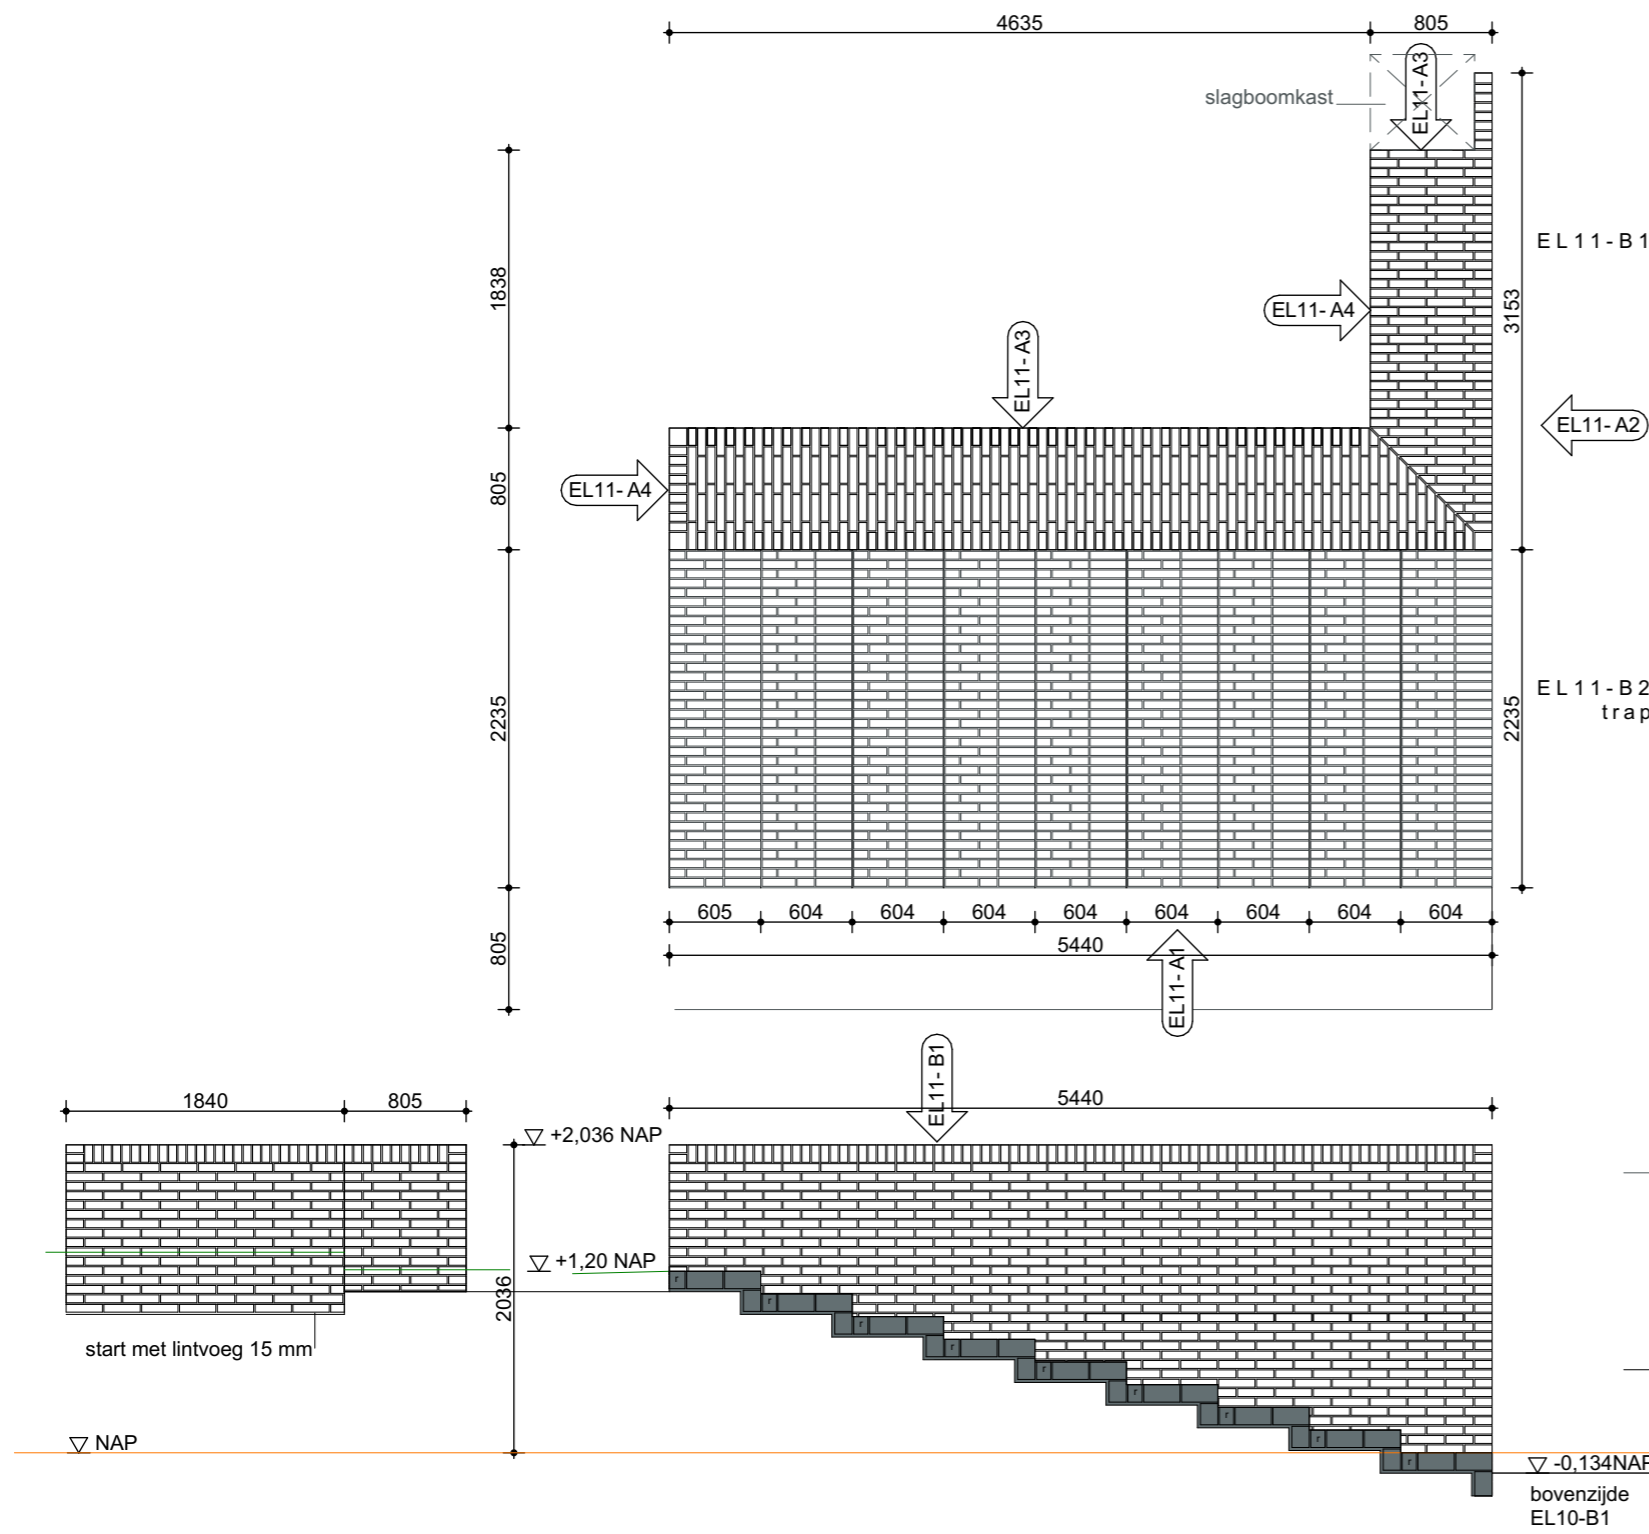 4635
805
slagboomkast
EL11-A3
EL11-B1
1838
3153
EL11-A4
EL11-A3
EL11-A2
805
EL11-A4
2235
2235
EL11-B2
trap
605 604 604 604 604 604 604 604 604
805
5440
EL11-A1
EL11-B1
1840
805
5440
+2,036 NAP
+1,20 NAP
2036
r
r
r
r
r
r
r
r
r
start met lintvoeg 15 mm
NAP
-0,134NAP
bovenzijde
EL10-B1